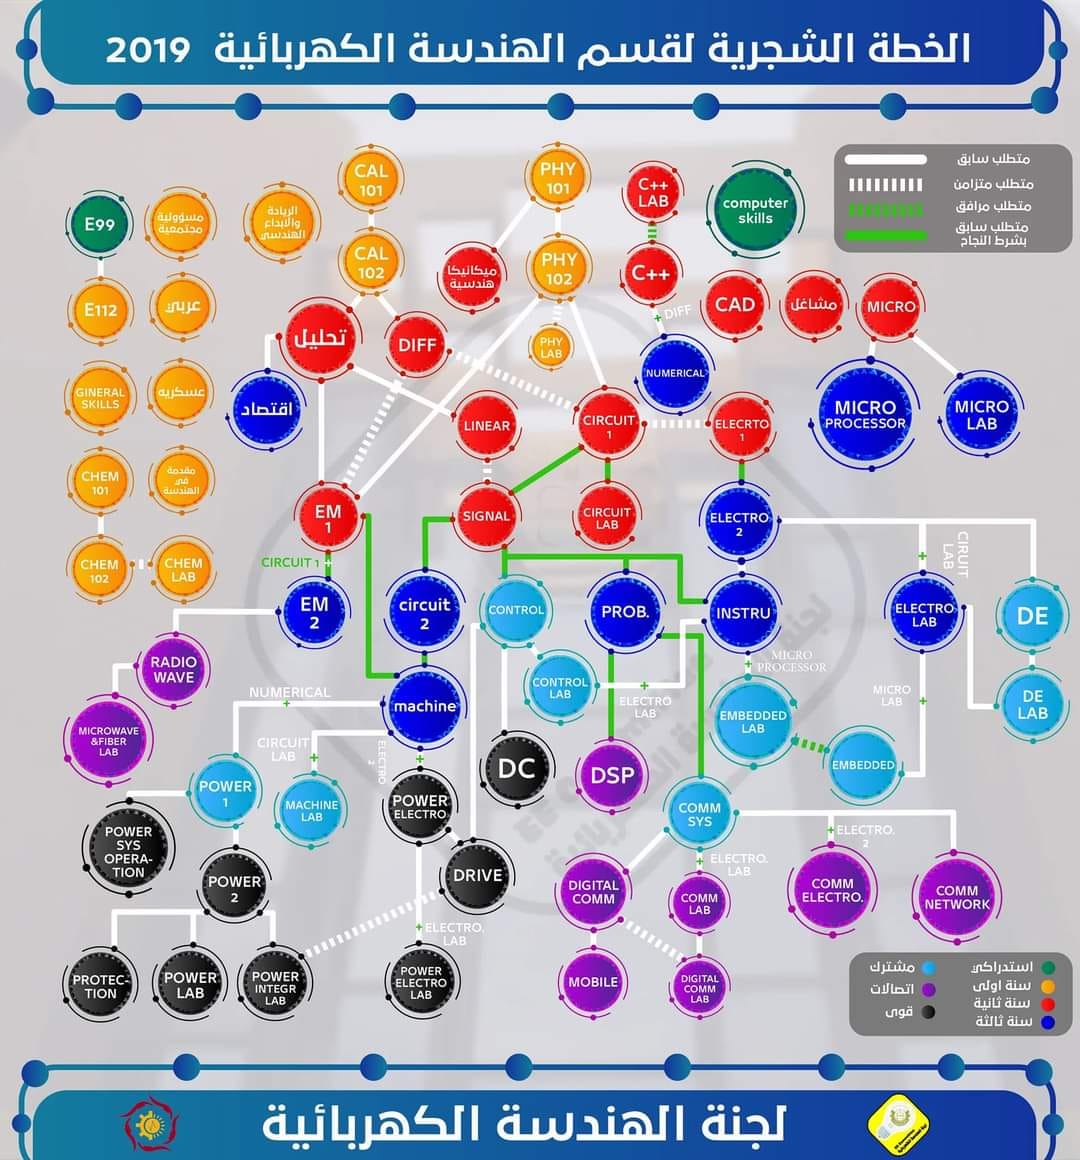 الخطة الشجرية لقسم الهندسة الكهربائية 2019
متطلب سابق
متطلب متزامن
متطلب مرافق
متطلب سابق
بشرط النجاح
CAL
101
PHY
101
C++
LAB
computer
skills
E99
مسؤولية
مجتمعية
الريادة
والابداع
الهندسي
CAL
102
ميكانيكا
هندسية
PHY
102
C++
CAD
مشاغل
MICRO
E112
عربي
تحليل
DIFF
PHY
LAB
+ DIFF
NUMERICAL
GINERAL
SKILLS
عسكريه
اقتصاد
LINEAR
CIRCUIT
1
ELECRTO
1
MICRO
PROCESSOR
MICRO
LAB
CHEM
101
مقدمة
في
الهندسة
EM
1
SIGNAL
CIRCUIT
LAB
ELECTRO
2
CIRUIT
LAB
+
CHEM
102
CHEM
LAB
CIRCUIT 1 +
EM
2
circuit
2
CONTROL
PROB.
INSTRU
ELECTRO
LAB
DE
RADIO
WAVE
CONTROL
LAB
+
ELECTRO
LAB
+
MICRO
PROCESSOR
MICRO
LAB
+
DE
LAB
NUMERICAL
+
machine
MICROWAVE
&FIBER
LAB
CIRCUIT
LAB
+
ELECTRO
2
+
EMBEDDED
LAB
EMBEDDED
POWER
1
MACHINE
LAB
POWER
ELECTRO
DC
DSP
COMM
SYS
POWER
SYS
OPERA-
TION
+ ELECTRO.
2
POWER
2
DRIVE
DIGITAL
COMM
+ ELECTRO.
LAB
COMM
LAB
COMM
ELECTRO.
COMM
NETWORK
+ ELECTRO.
LAB
PROTEC-
TION
POWER
LAB
POWER
INTEGR
LAB
POWER
ELECTRO
LAB
MOBILE
DIGITAL
COMM
LAB
استدراكي
سنة اولى
سنة ثانية
سنة ثالثة
مشترك
اتصالات
قوى
لجنة الهندسة الكهربائية